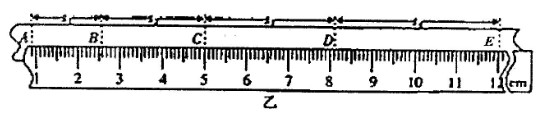 s s s s
A B C D E
1 2 3 4 5 6 7 8 9 10 11 12 cm
乙